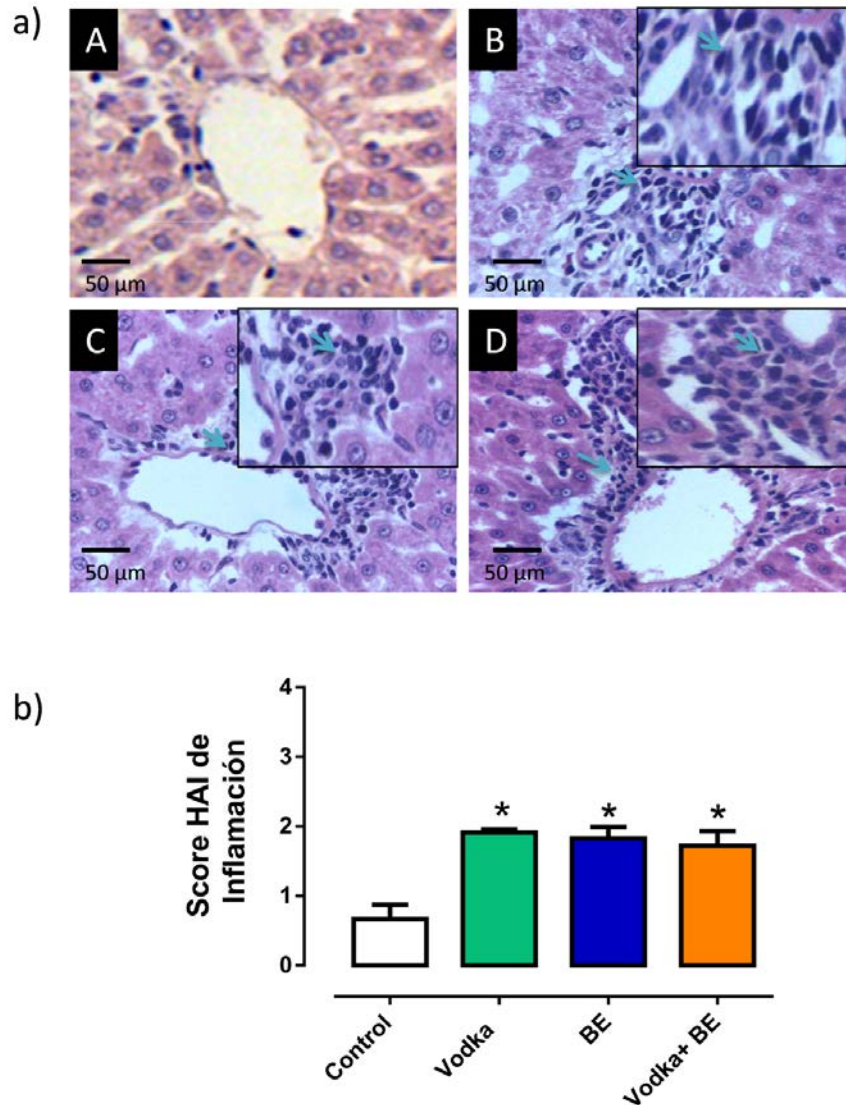 a)
A
50 µm
B
50 µm
C
50 µm
D
50 µm
b)
Score HAI de
Inflamación
4
3
2
1
0
*
*
*
Control
Vodka
BE
Vodka+ BE